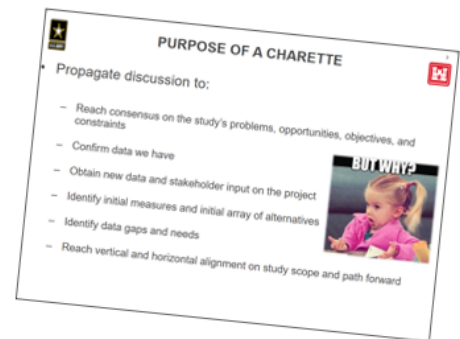 PURPOSE OF A CHARETTE
• Propagate discussion to:
– Reach consensus on the study's problems, opportunities, objectives, and
constraints
– Confirm data we have
– Obtain new data and stakeholder input on the project
– Identify initial measures and initial array of alternatives
– Identify data gaps and needs
– Reach vertical and horizontal alignment on study scope and path forward
BUT WHY?